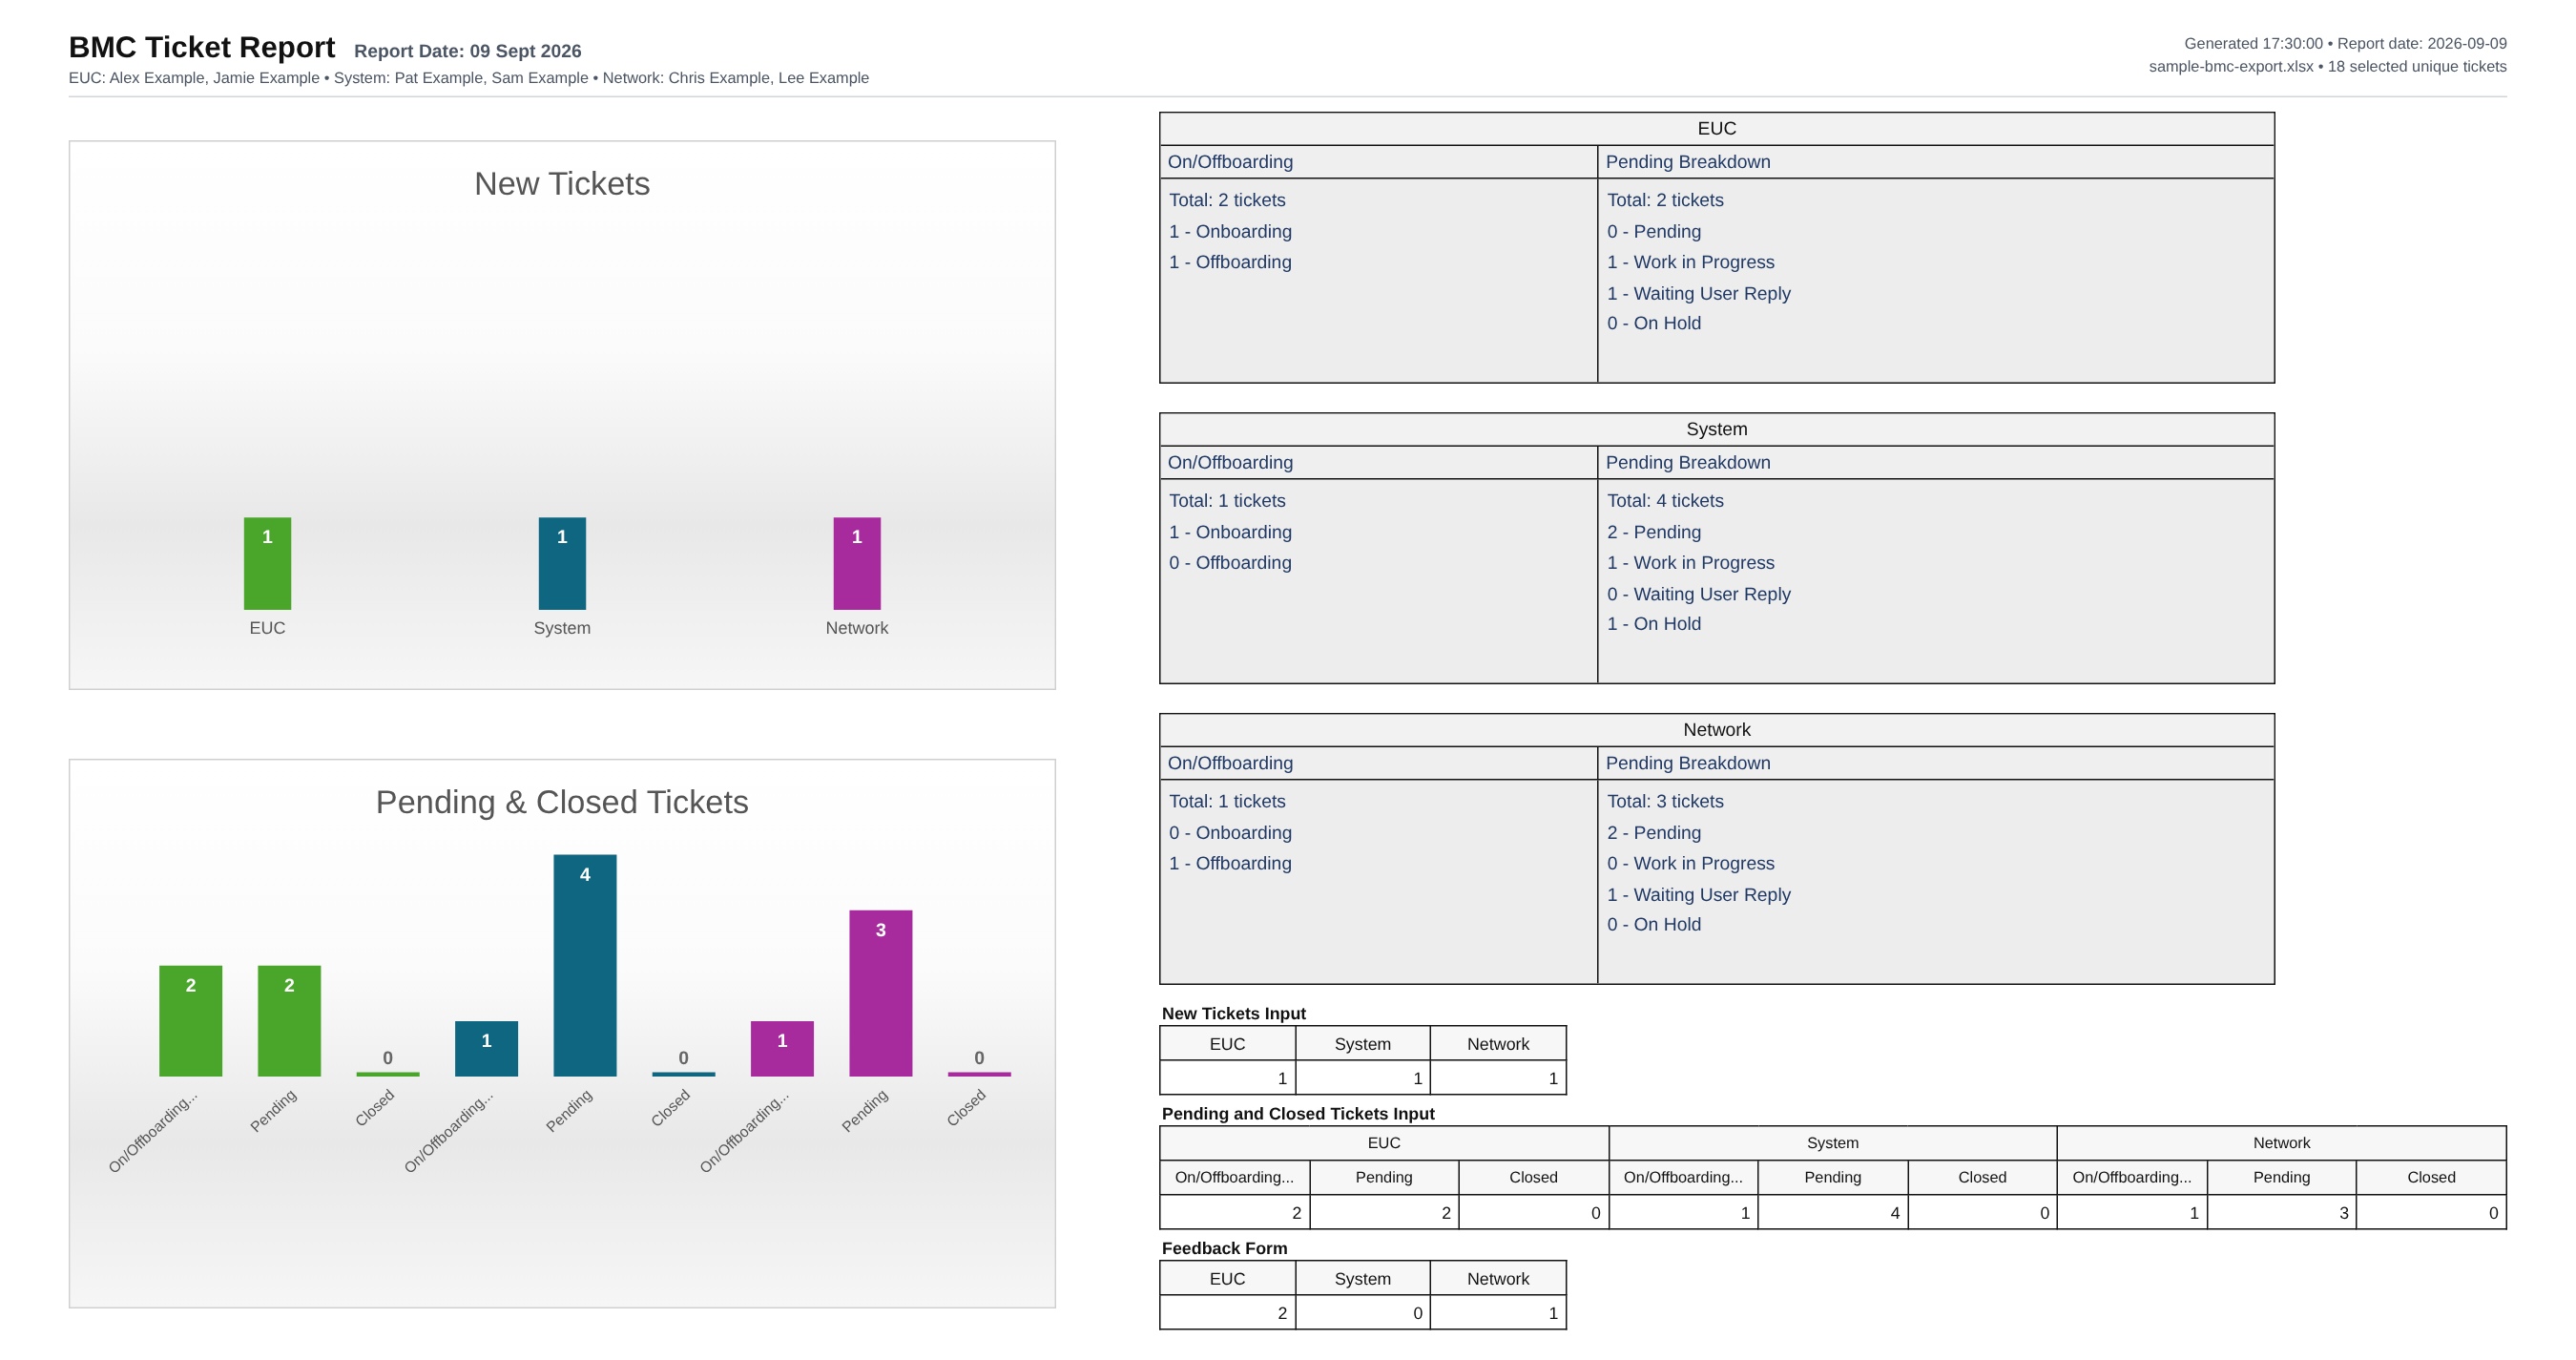 BMC Ticket Report Report Date: 09 Sept 2026
EUC: Alex Example, Jamie Example • System: Pat Example, Sam Example • Network: Chris Example, Lee Example
Generated 17:30:00 • Report date: 2026-09-09
sample-bmc-export.xlsx • 18 selected unique tickets
New Tickets
1 1 1
EUC System Network
Pending & Closed Tickets
2 2 0 1 4 0 1 3 0
On/Offboarding... Pending Closed On/Offboarding... Pending Closed On/Offboarding... Pending Closed
EUC
On/Offboarding Pending Breakdown
Total: 2 tickets Total: 2 tickets
1 - Onboarding 0 - Pending
1 - Offboarding 1 - Work in Progress
1 - Waiting User Reply
0 - On Hold
System
On/Offboarding Pending Breakdown
Total: 1 tickets Total: 4 tickets
1 - Onboarding 2 - Pending
0 - Offboarding 1 - Work in Progress
0 - Waiting User Reply
1 - On Hold
Network
On/Offboarding Pending Breakdown
Total: 1 tickets Total: 3 tickets
0 - Onboarding 2 - Pending
1 - Offboarding 0 - Work in Progress
1 - Waiting User Reply
0 - On Hold
New Tickets Input
EUC System Network
1 1 1
Pending and Closed Tickets Input
EUC System Network
On/Offboarding... Pending Closed On/Offboarding... Pending Closed On/Offboarding... Pending Closed
2 2 0 1 4 0 1 3 0
Feedback Form
EUC System Network
2 0 1